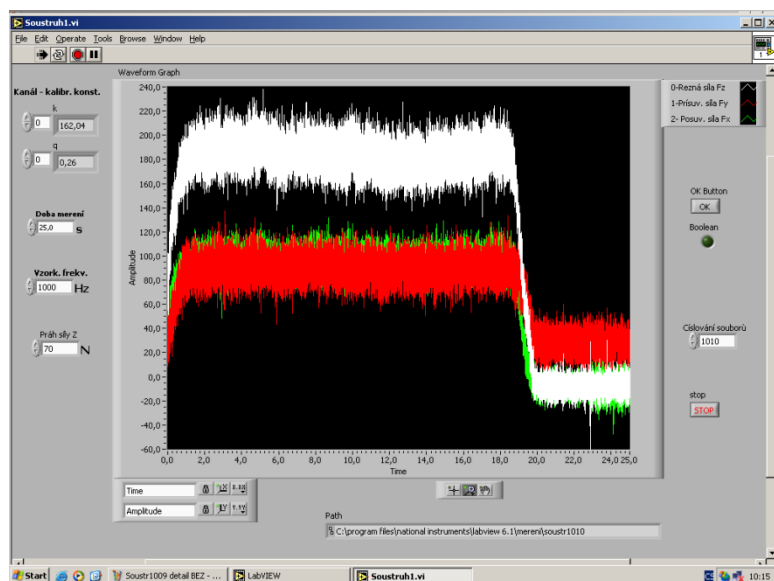 Soustruh1.vi
File Edit Operate Tools Browse Window Help
1
Waveform Graph
Kanál - kalibr. konst.
k
0 162,04
q
0 0,26
Doba merení
25,0 s
Vzork. frekv.
1000 Hz
Práh síly Z
70 N
240,0
220,0
200,0
180,0
160,0
140,0
120,0
100,0
80,0
60,0
40,0
20,0
0,0
-20,0
-40,0
-60,0
Amplitude
0,0 2,0 4,0 6,0 8,0 10,0 12,0 14,0 16,0 18,0 20,0 22,0 24,0 25,0
Time
0-Rezná síla Fz
1-Prísuv. síla Fy
2- Posuv. síla Fx
OK Button
OK
Boolean
Císlování souborù
1010
stop
STOP
Time
Amplitude
Path
C:\program files\national instruments\labview 6.1\mereni\soustr1010
Start Soustr1009 detail BEZ - ... LabVIEW Soustruh1.vi 10:15